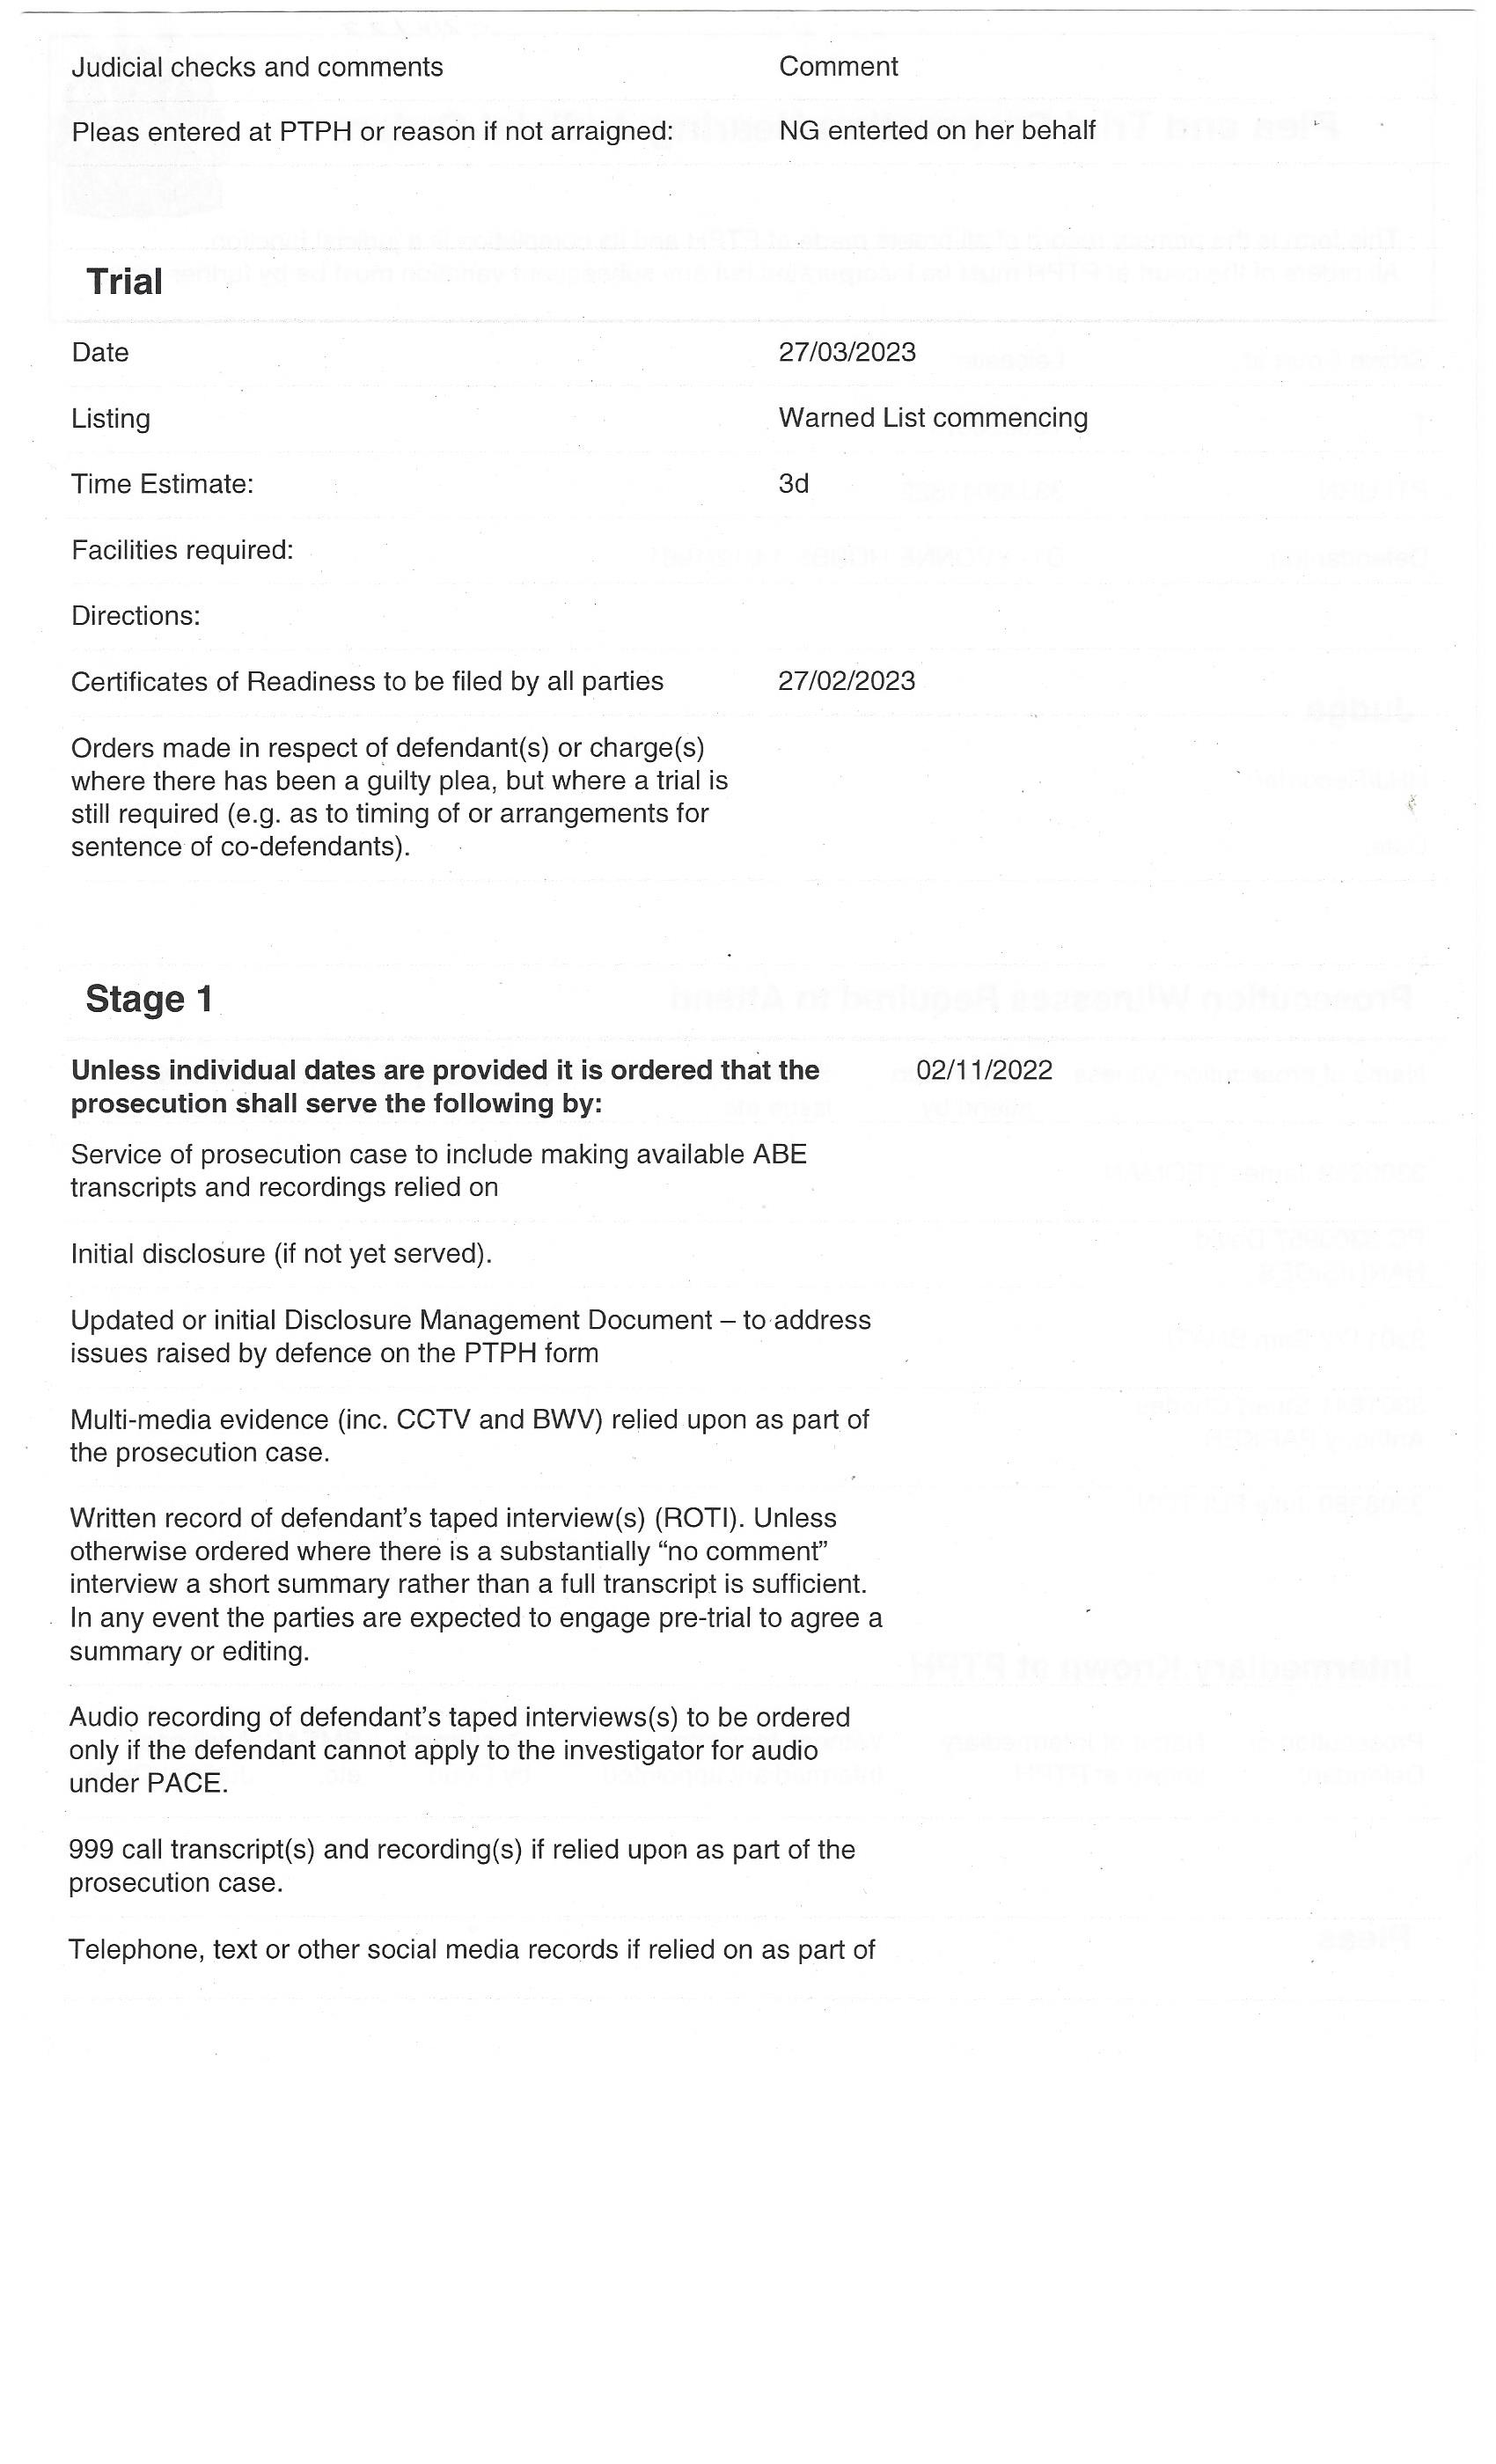 Judicial checks and comments Comment
Pleas entered at PTPH or reason if not arraigned: NG enterted on her behalf
Trial
Date 27/03/2023
Listing Warned List commencing
Time Estimate: 3d
Facilities required:
Directions:
Certificates of Readiness to be filed by all parties 27/02/2023
Orders made in respect of defendant(s) or charge(s)
where there has been a guilty plea, but where a trial is
still required (e.g. as to timing of or arrangements for
sentence of co-defendants).
Stage 1
Unless individual dates are provided it is ordered that the 02/11/2022
prosecution shall serve the following by:
Service of prosecution case to include making available ABE
transcripts and recordings relied on
Initial disclosure (if not yet served).
Updated or initial Disclosure Management Document – to address
issues raised by defence on the PTPH form
Multi-media evidence (inc. CCTV and BWV) relied upon as part of
the prosecution case.
Written record of defendant’s taped interview(s) (ROTI). Unless
otherwise ordered where there is a substantially “no comment”
interview a short summary rather than a full transcript is sufficient.
In any event the parties are expected to engage pre-trial to agree a
summary or editing.
Audio recording of defendant’s taped interviews(s) to be ordered
only if the defendant cannot apply to the investigator for audio
under PACE.
999 call transcript(s) and recording(s) if relied upon as part of the
prosecution case.
Telephone, text or other social media records if relied on as part of